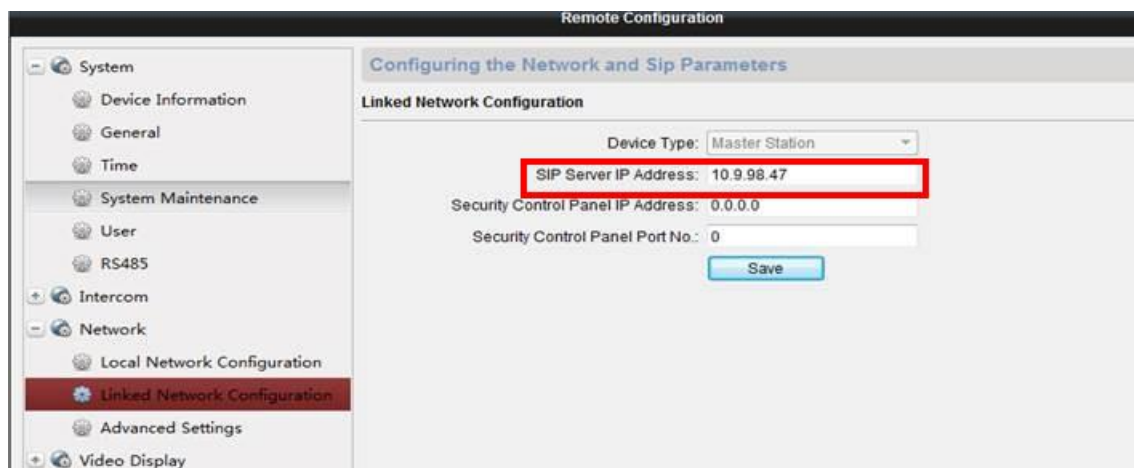 Remote Configuration
System
Device Information
General
Time
System Maintenance
User
RS485
Intercom
Network
Local Network Configuration
Linked Network Configuration
Advanced Settings
Video Display
Configuring the Network and Sip Parameters
Linked Network Configuration
Device Type: Master Station
SIP Server IP Address: 10.9.98.47
Security Control Panel IP Address: 0.0.0.0
Security Control Panel Port No.: 0
Save